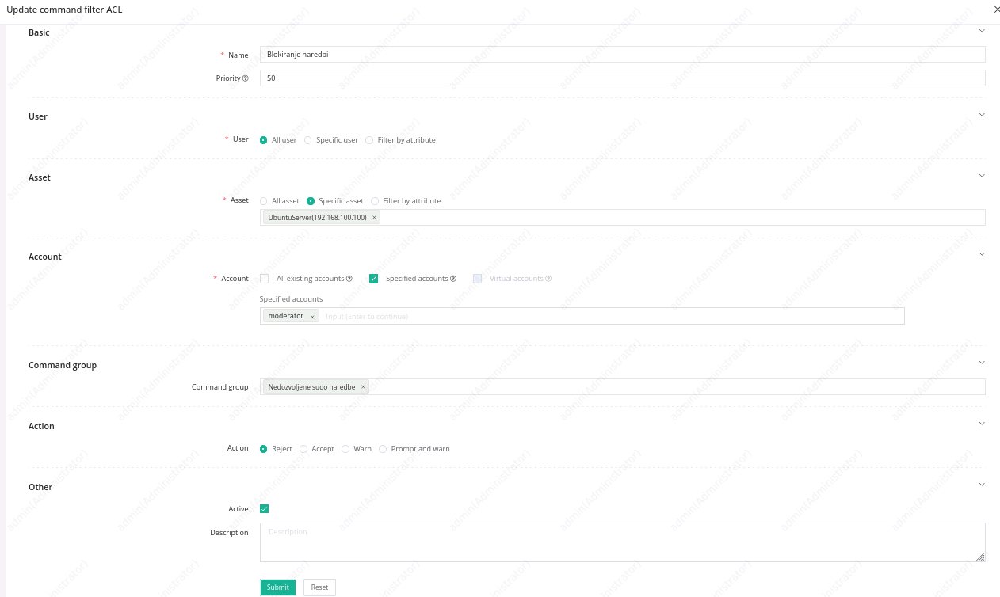 Update command filter ACL ×
Basic
* Name Blokiranje naredbi
Priority 50
User
* User All user Specific user Filter by attribute
Asset
* Asset All asset Specific asset Filter by attribute
UbuntuServer(192.168.100.100) ×
Account
* Account All existing accounts Specified accounts Virtual accounts
Specified accounts
moderator × Input (Enter to continue)
Command group
Command group Nedozvoljene sudo naredbe ×
Action
Action Reject Accept Warn Prompt and warn
Other
Active
Description Description
Submit Reset
admin(Administrator)